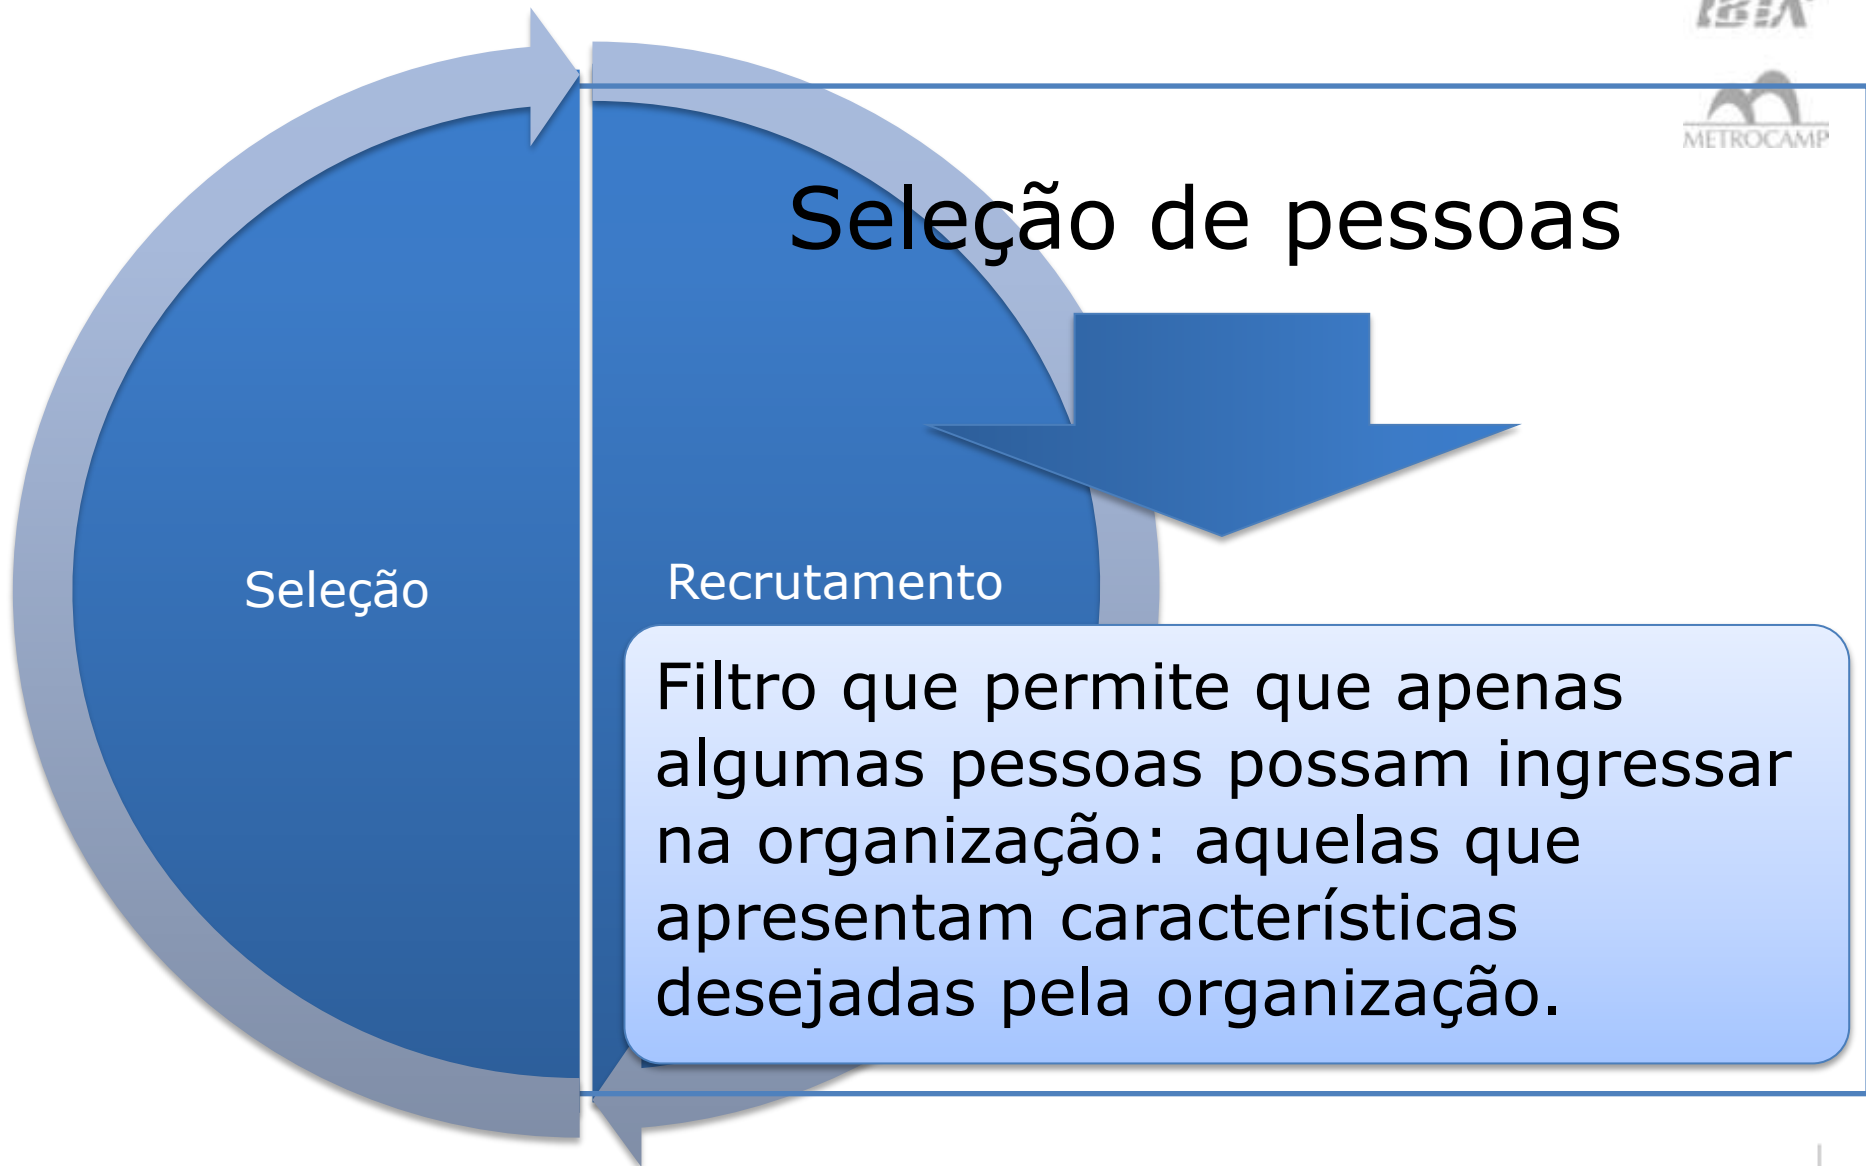 METROCAMP
Seleção de pessoas
Seleção
Recrutamento
Filtro que permite que apenas
algumas pessoas possam ingressar
na organização: aquelas que
apresentam características
desejadas pela organização.